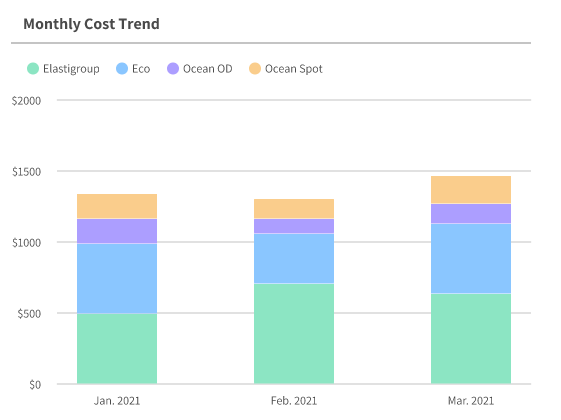 Monthly Cost Trend
Elastigroup Eco Ocean OD Ocean Spot
$2000
$1500
$1000
$500
$0
Jan. 2021 Feb. 2021 Mar. 2021